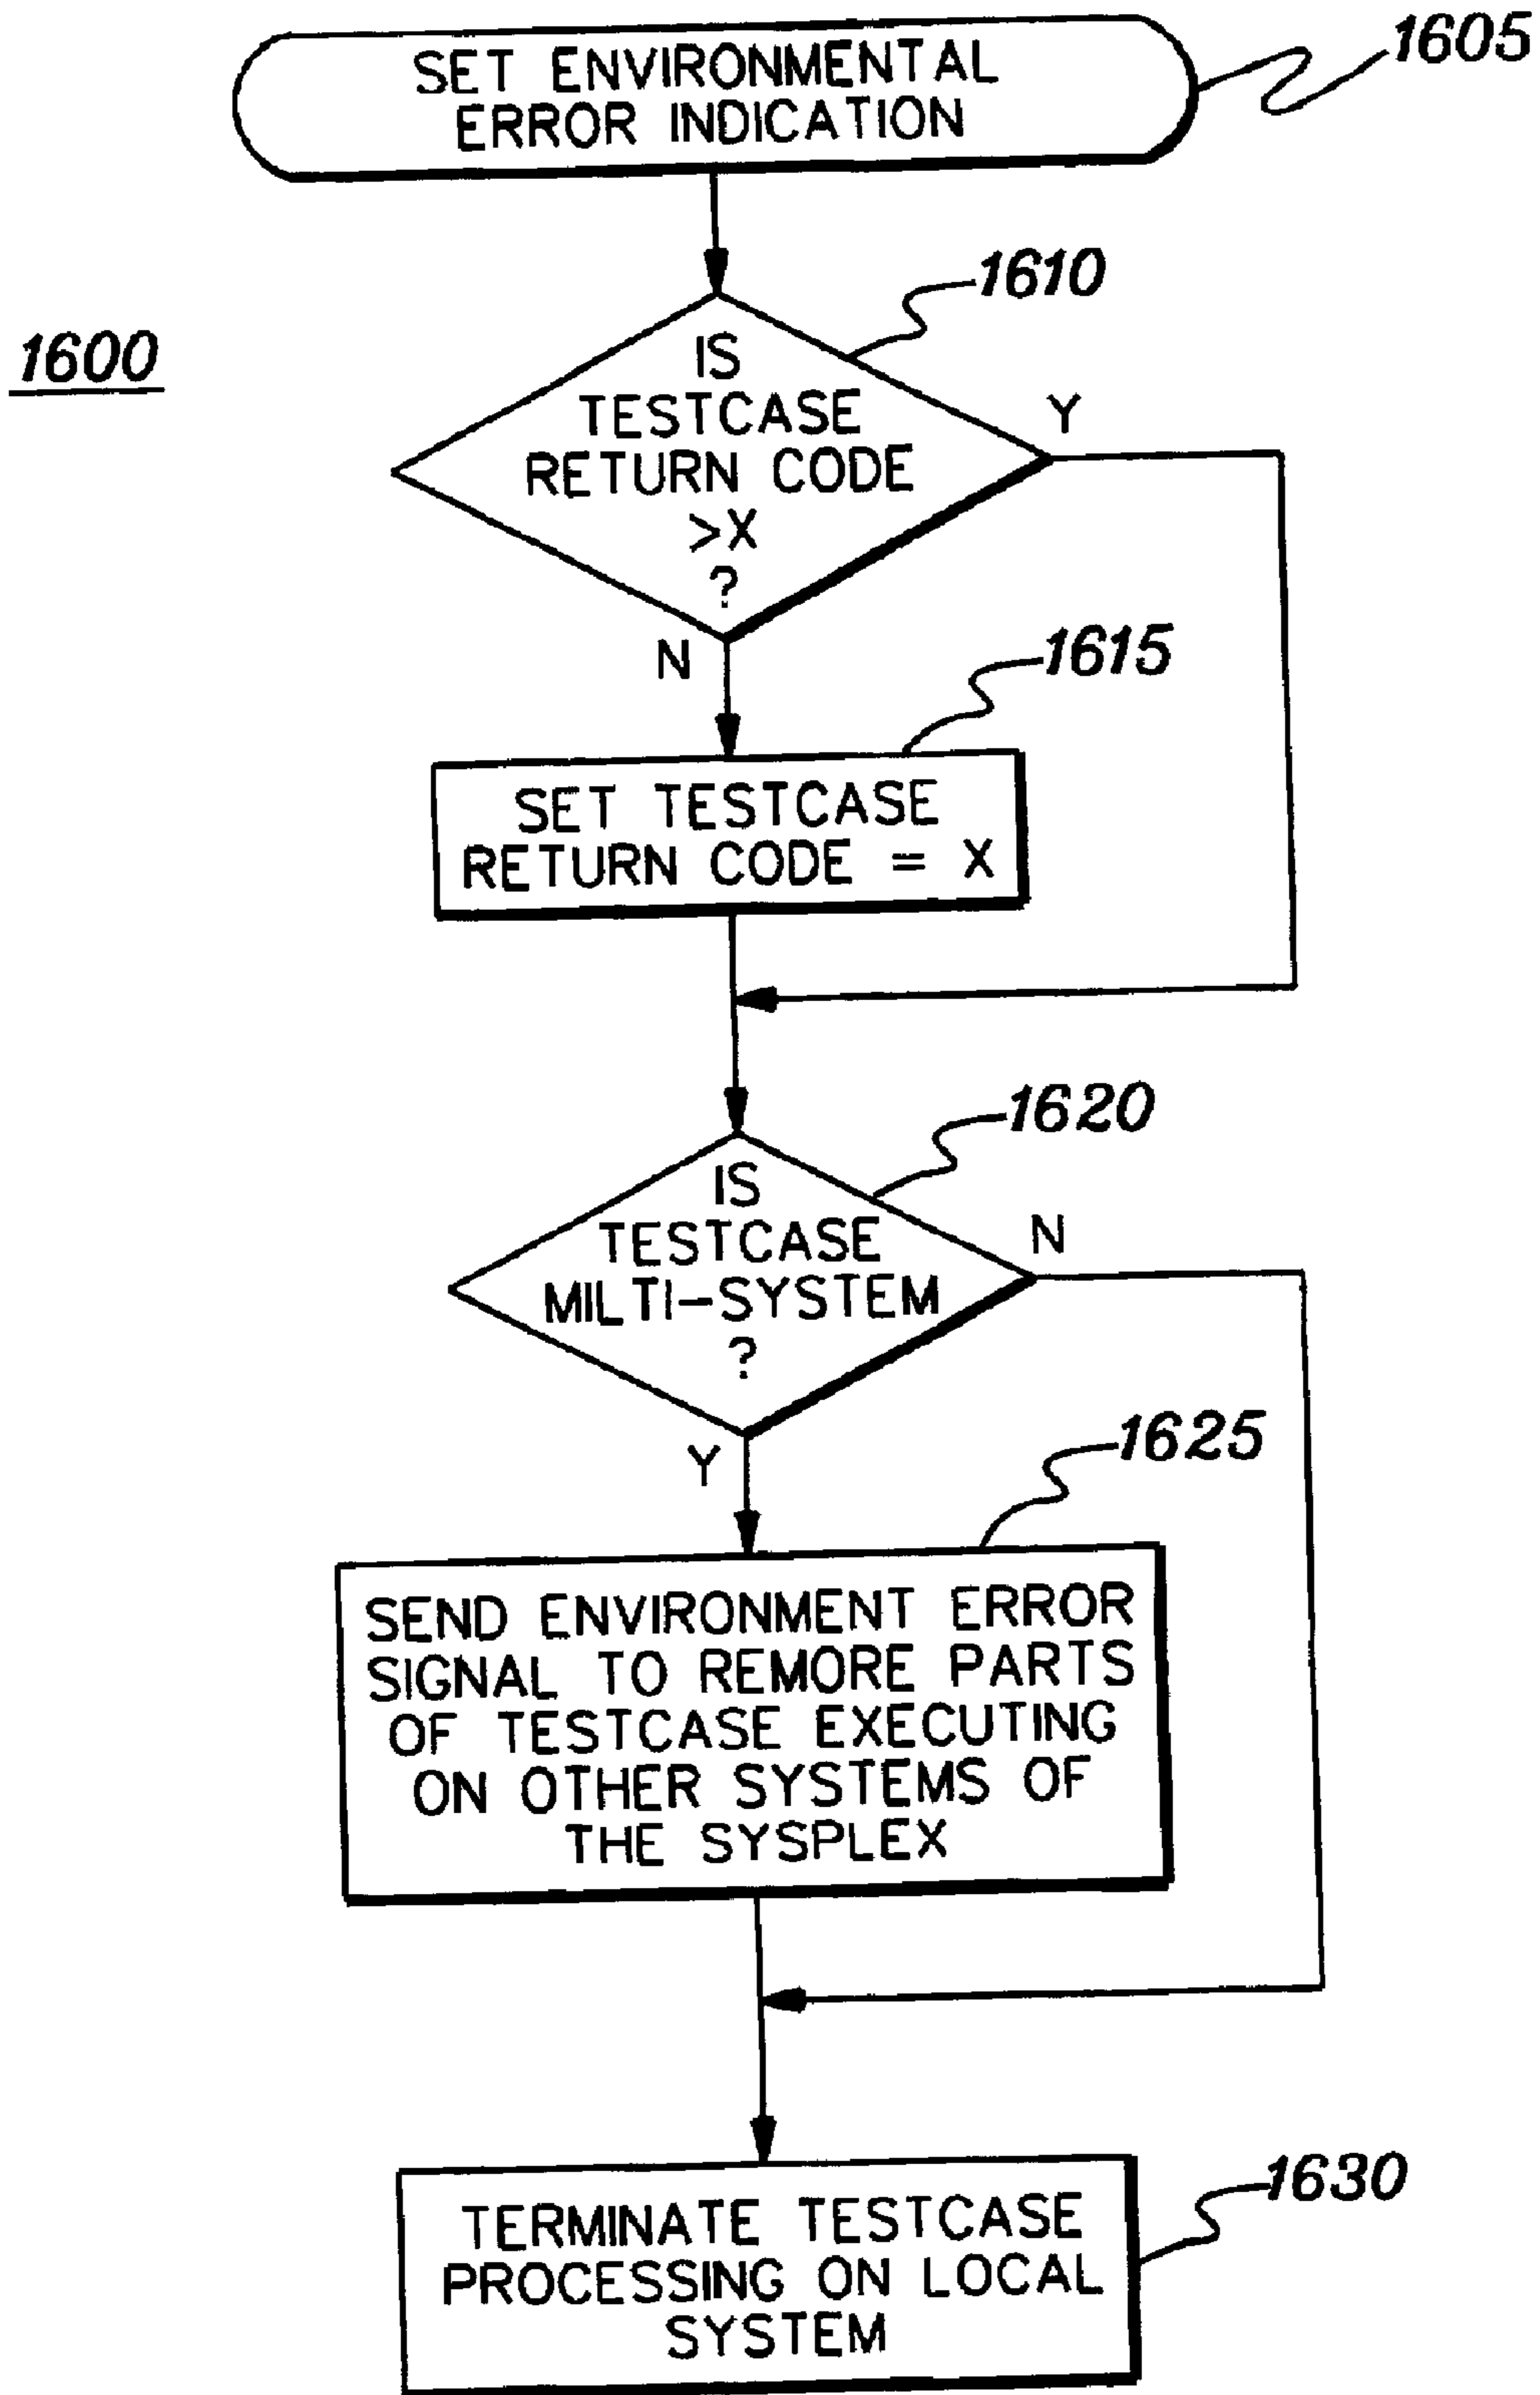 SET ENVIRONMENTAL
ERROR INDICATION
1605
1600
1610
IS
TESTCASE
RETURN CODE
>X
?
Y
N
1615
SET TESTCASE
RETURN CODE = X
1620
IS
TESTCASE
MILTI-SYSTEM
?
N
Y
1625
SEND ENVIRONMENT ERROR
SIGNAL TO REMORE PARTS
OF TESTCASE EXECUTING
ON OTHER SYSTEMS OF
THE SYSPLEX
1630
TERMINATE TESTCASE
PROCESSING ON LOCAL
SYSTEM